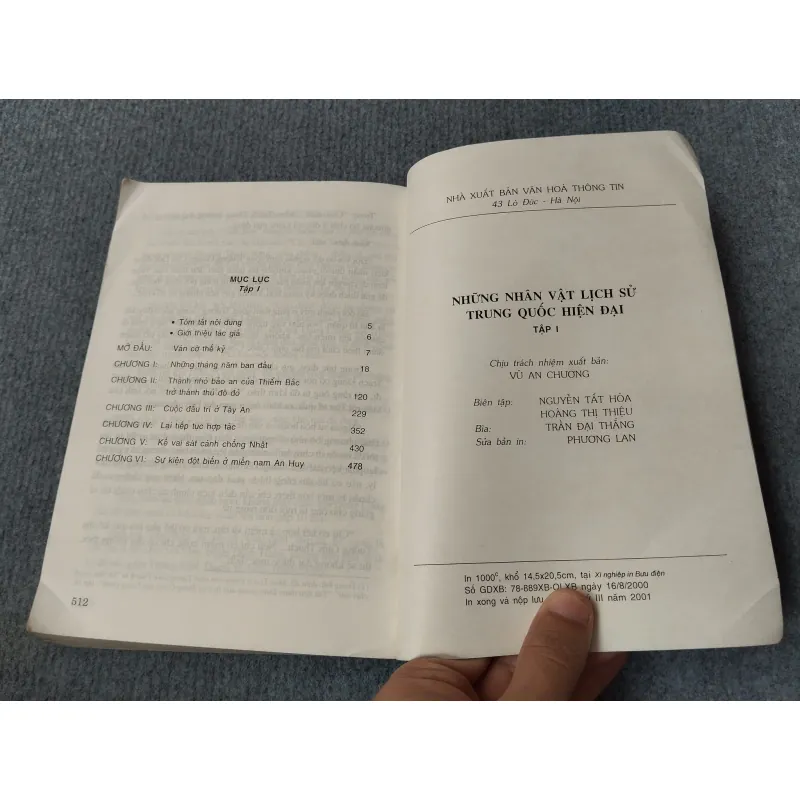 MỤC LỤC
Tập I
• Tóm tắt nội dung 5
• Giới thiệu tác giả 6
MỞ ĐẦU: Ván cờ thế kỷ 7
CHƯƠNG I: Những tháng năm ban đầu 18
CHƯƠNG II: Thành nhỏ bảo an của Thiểm Bắc
trở thành thủ đô đỏ 120
CHƯƠNG III: Cuộc đấu trí ở Tây An 229
CHƯƠNG IV: Lại tiếp tục hợp tác 352
CHƯƠNG V: Kề vai sát cánh chống Nhật 430
CHƯƠNG VI: Sự kiện đột biến ở miền nam An Huy 478
512
NHÀ XUẤT BẢN VĂN HOÁ THÔNG TIN
43 Lò Đúc - Hà Nội
NHỮNG NHÂN VẬT LỊCH SỬ
TRUNG QUỐC HIỆN ĐẠI
TẬP I
Chịu trách nhiệm xuất bản:
VŨ AN CHƯƠNG
Biên tập: NGUYỄN TẤT HÒA
HOÀNG THỊ THIỆU
Bìa: TRẦN ĐẠI THẮNG
Sửa bản in: PHƯƠNG LAN
In 1000c, khổ 14,5x20,5cm, tại Xí nghiệp in Bưu điện
Số GDXB: 78-889XB-QLXB ngày 16/8/2000
In xong và nộp lưu III năm 2001